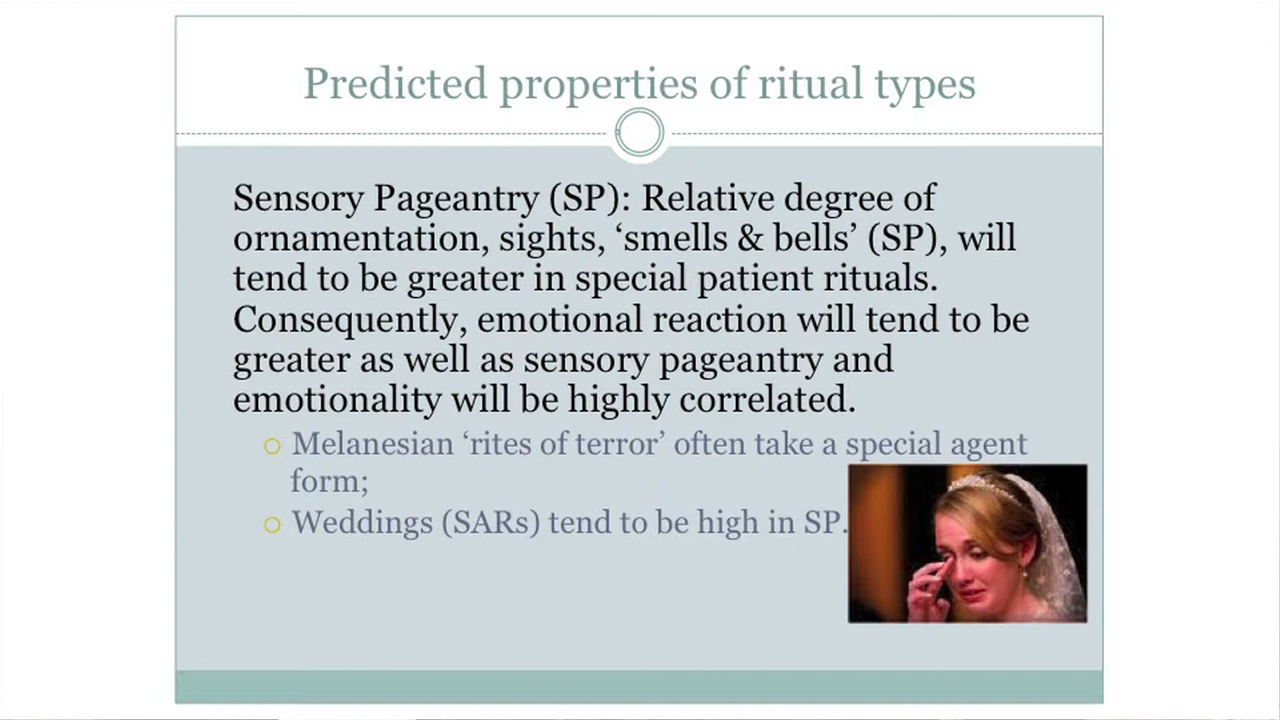 Predicted properties of ritual types
Sensory Pageantry (SP): Relative degree of
ornamentation, sights, ‘smells & bells’ (SP), will
tend to be greater in special patient rituals.
Consequently, emotional reaction will tend to be
greater as well as sensory pageantry and
emotionality will be highly correlated.
Melanesian ‘rites of terror’ often take a special agent
form;
Weddings (SARs) tend to be high in SP.